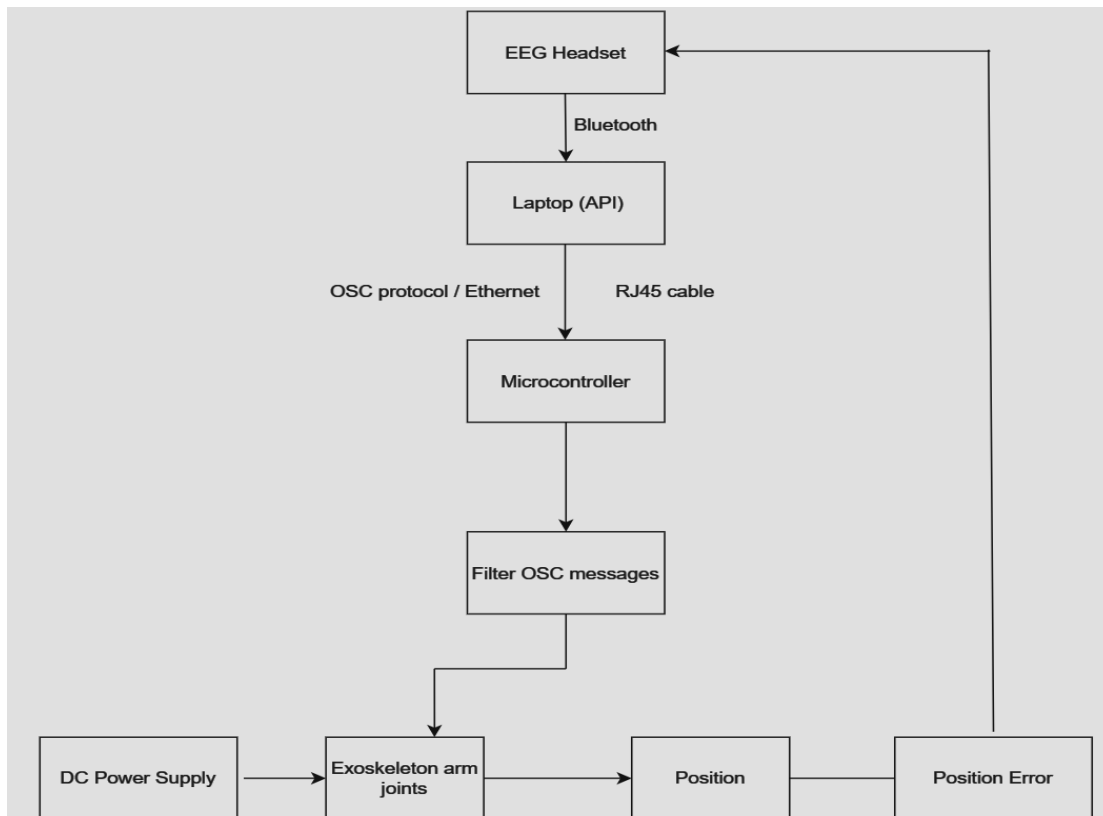 EEG Headset
Bluetooth
Laptop (API)
OSC protocol / Ethernet
RJ45 cable
Microcontroller
Filter OSC messages
DC Power Supply
Exoskeleton arm
joints
Position
Position Error